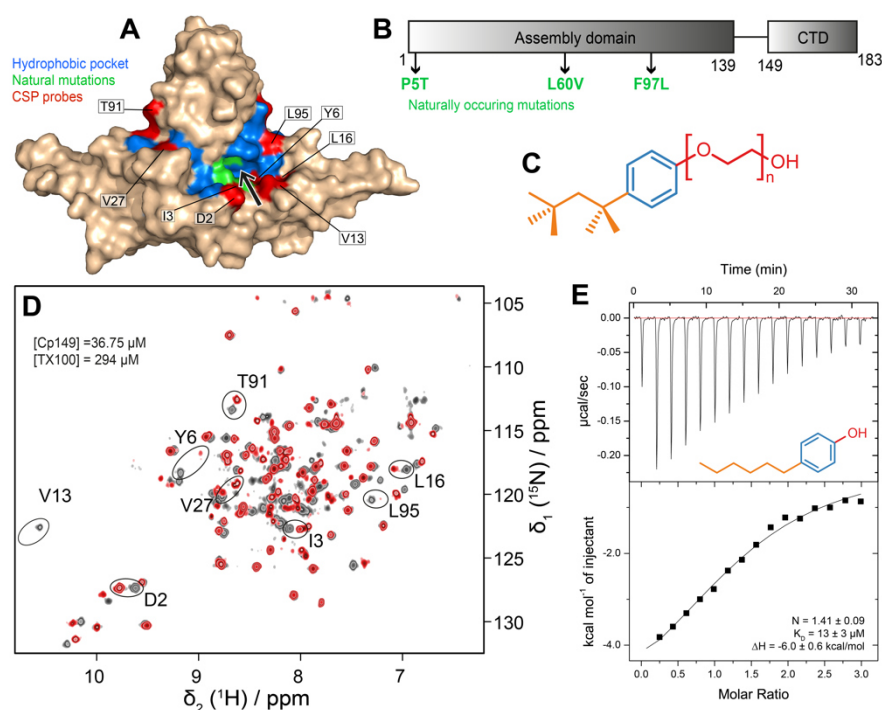 A
Hydrophobic pocket
Natural mutations
CSP probes
T91
L95
Y6
L16
V27
I3
D2
V13
B
1
Assembly domain
139
149
CTD
183
P5T
L60V
F97L
Naturally occuring mutations
C
O
OH
n
D
[Cp149] =36.75 µM
[TX100] = 294 µM
T91
Y6
V13
V27
L16
L95
I3
D2
105
110
115
120
125
130
δ₁ (¹⁵N) / ppm
10 9 8 7
δ₂ (¹H) / ppm
E
Time (min)
0 10 20 30
0.00
-0.05
-0.10
-0.15
-0.20
µcal/sec
OH
-2.0
-4.0
kcal mol⁻¹ of injectant
N = 1.41 ± 0.09
K_D = 13 ± 3 µM
ΔH = -6.0 ± 0.6 kcal/mol
0.0 0.5 1.0 1.5 2.0 2.5 3.0
Molar Ratio